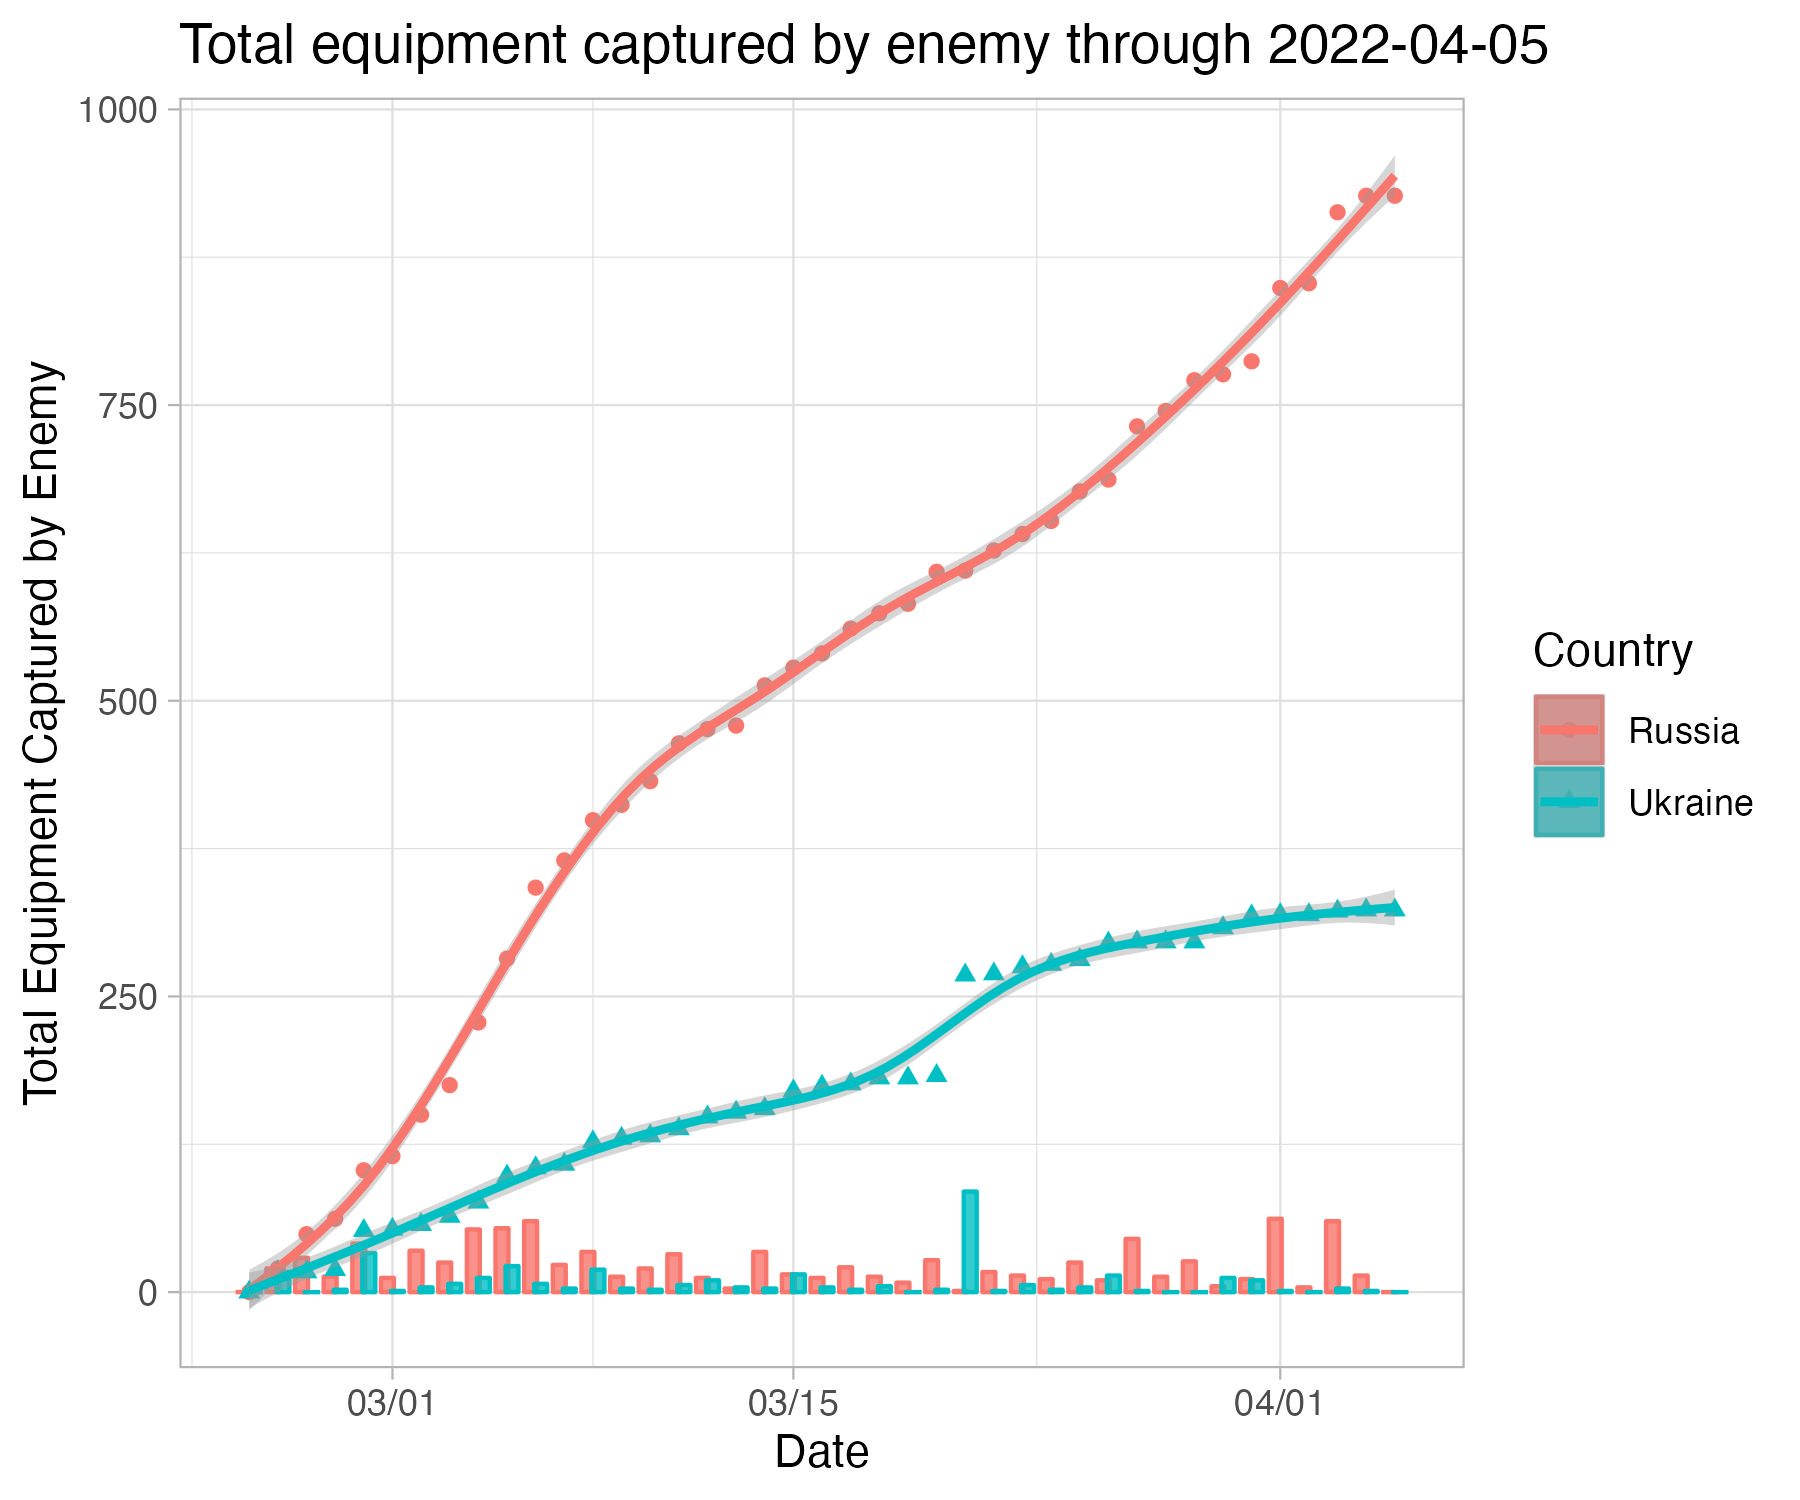 Total equipment captured by enemy through 2022-04-05
Total Equipment Captured by Enemy
1000
750
500
250
0
03/01
03/15
04/01
Date
Country
Russia
Ukraine